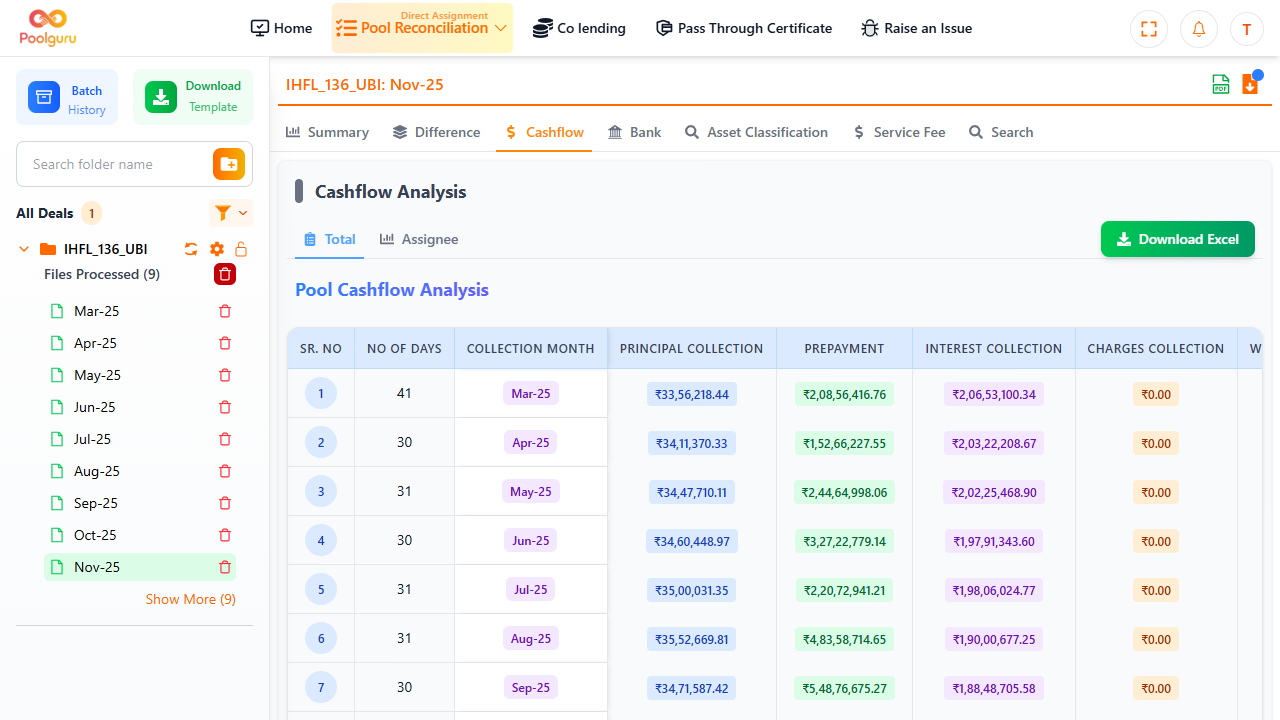 Poolguru
Home
Direct Assignment
Pool Reconciliation
Co lending
Pass Through Certificate
Raise an Issue
T
Batch
History
Download
Template
Search folder name
All Deals 1
IHFL_136_UBI
Files Processed (9)
Mar-25
Apr-25
May-25
Jun-25
Jul-25
Aug-25
Sep-25
Oct-25
Nov-25
Show More (9)
IHFL_136_UBI: Nov-25
PDF
Summary Difference $ Cashflow Bank Asset Classification $ Service Fee Search
Cashflow Analysis
Total Assignee
Download Excel
Pool Cashflow Analysis
SR. NO NO OF DAYS COLLECTION MONTH PRINCIPAL COLLECTION PREPAYMENT INTEREST COLLECTION CHARGES COLLECTION W
1 41 Mar-25 ₹33,56,218.44 ₹2,08,56,416.76 ₹2,06,53,100.34 ₹0.00
2 30 Apr-25 ₹34,11,370.33 ₹1,52,66,227.55 ₹2,03,22,208.67 ₹0.00
3 31 May-25 ₹34,47,710.11 ₹2,44,64,998.06 ₹2,02,25,468.90 ₹0.00
4 30 Jun-25 ₹34,60,448.97 ₹3,27,22,779.14 ₹1,97,91,343.60 ₹0.00
5 31 Jul-25 ₹35,00,031.35 ₹2,20,72,941.21 ₹1,98,06,024.77 ₹0.00
6 31 Aug-25 ₹35,52,669.81 ₹4,83,58,714.65 ₹1,90,00,677.25 ₹0.00
7 30 Sep-25 ₹34,71,587.42 ₹5,48,76,675.27 ₹1,88,48,705.58 ₹0.00